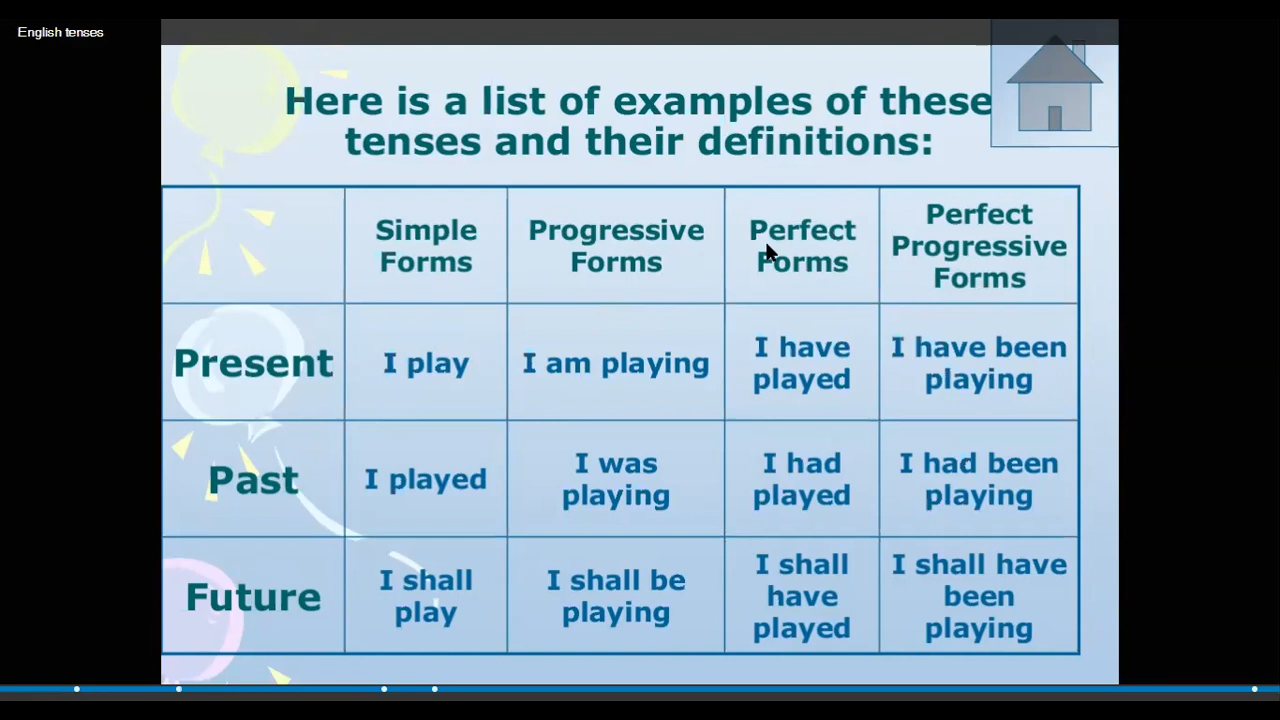 English tenses
Here is a list of examples of these
tenses and their definitions:
Simple
Forms
Progressive
Forms
Perfect
Forms
Perfect
Progressive
Forms
Present
I play
I am playing
I have
played
I have been
playing
Past
I played
I was
playing
I had
played
I had been
playing
Future
I shall
play
I shall be
playing
I shall
have
played
I shall have
been
playing